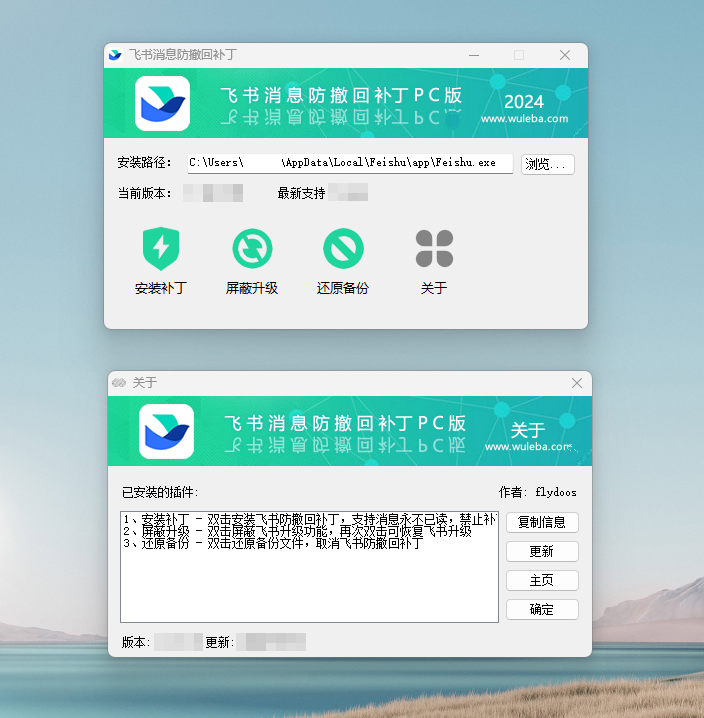 飞书消息防撤回补丁
飞书消息防撤回补丁PC版
2024
www.wuleba.com
安装路径:
C:\Users\ \AppData\Local\Feishu\app\Feishu.exe
浏览...
当前版本:
最新支持
安装补丁
屏蔽升级
还原备份
关于
关于
飞书消息防撤回补丁PC版
关于
www.wuleba.com
已安装的插件:
作者: flydoos
1、安装补丁 - 双击安装飞书防撤回补丁,支持消息永不已读,禁止补
2、屏蔽升级 - 双击屏蔽飞书升级功能,再次双击可恢复飞书升级
3、还原备份 - 双击还原备份文件,取消飞书防撤回补丁
复制信息
更新
主页
确定
版本:
更新: